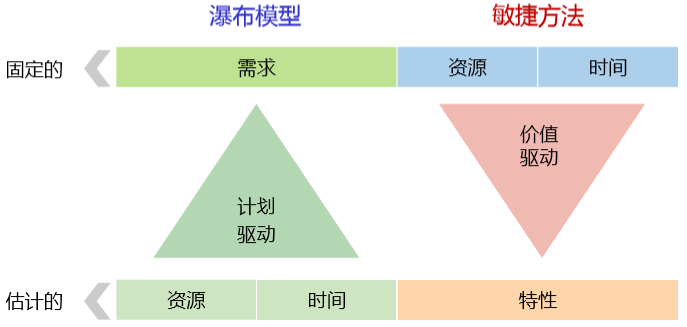 瀑布模型
敏捷方法
固定的
需求
资源
时间
计划
驱动
价值
驱动
估计的
资源
时间
特性